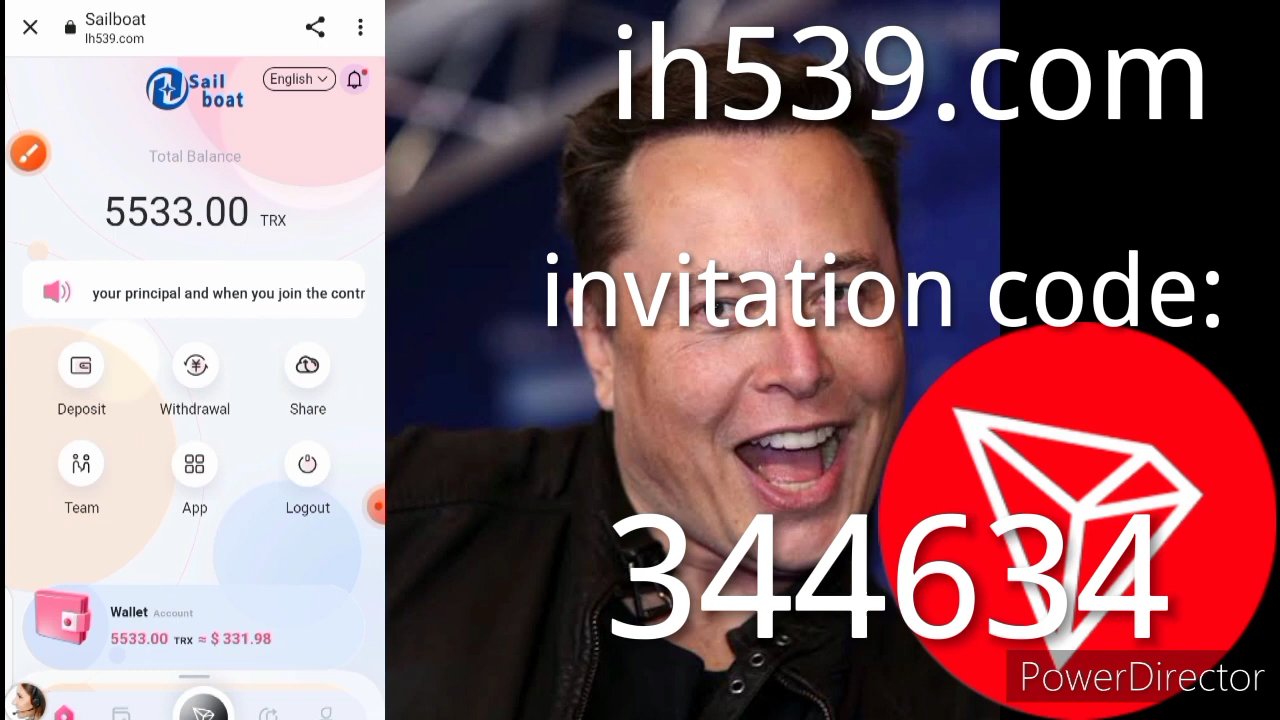 Sailboat
lh539.com
Sail
boat
English
Total Balance
5533.00 TRX
your principal and when you join the contr
Deposit
Withdrawal
Share
Team
App
Logout
Wallet Account
5533.00 TRX ≈ $ 331.98
ih539.com
invitation code:
344634
PowerDirector